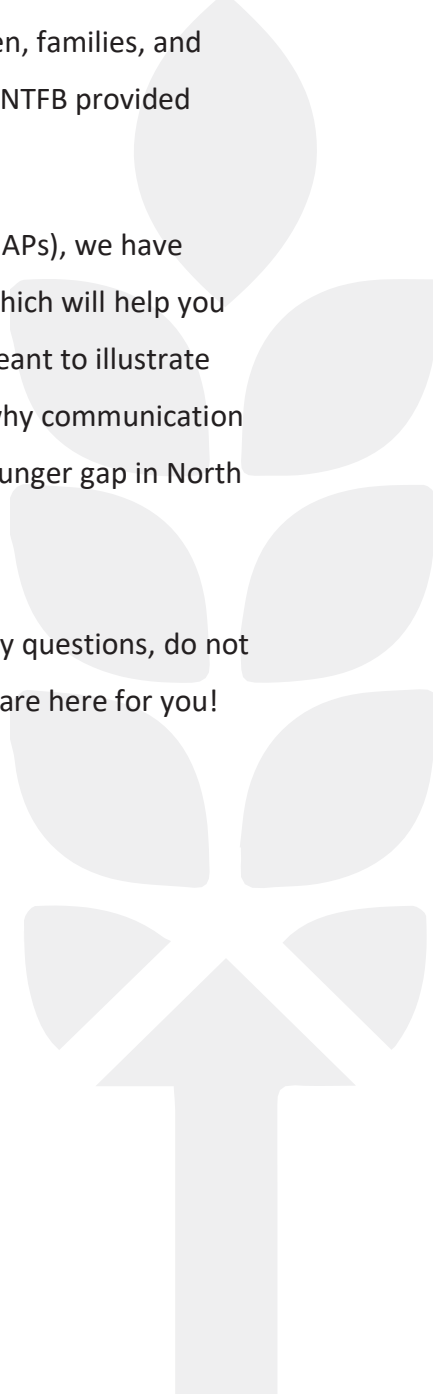 en, families, and
NTFB provided
APs), we have
hich will help you
eant to illustrate
hy communication
unger gap in North
y questions, do not
are here for you!